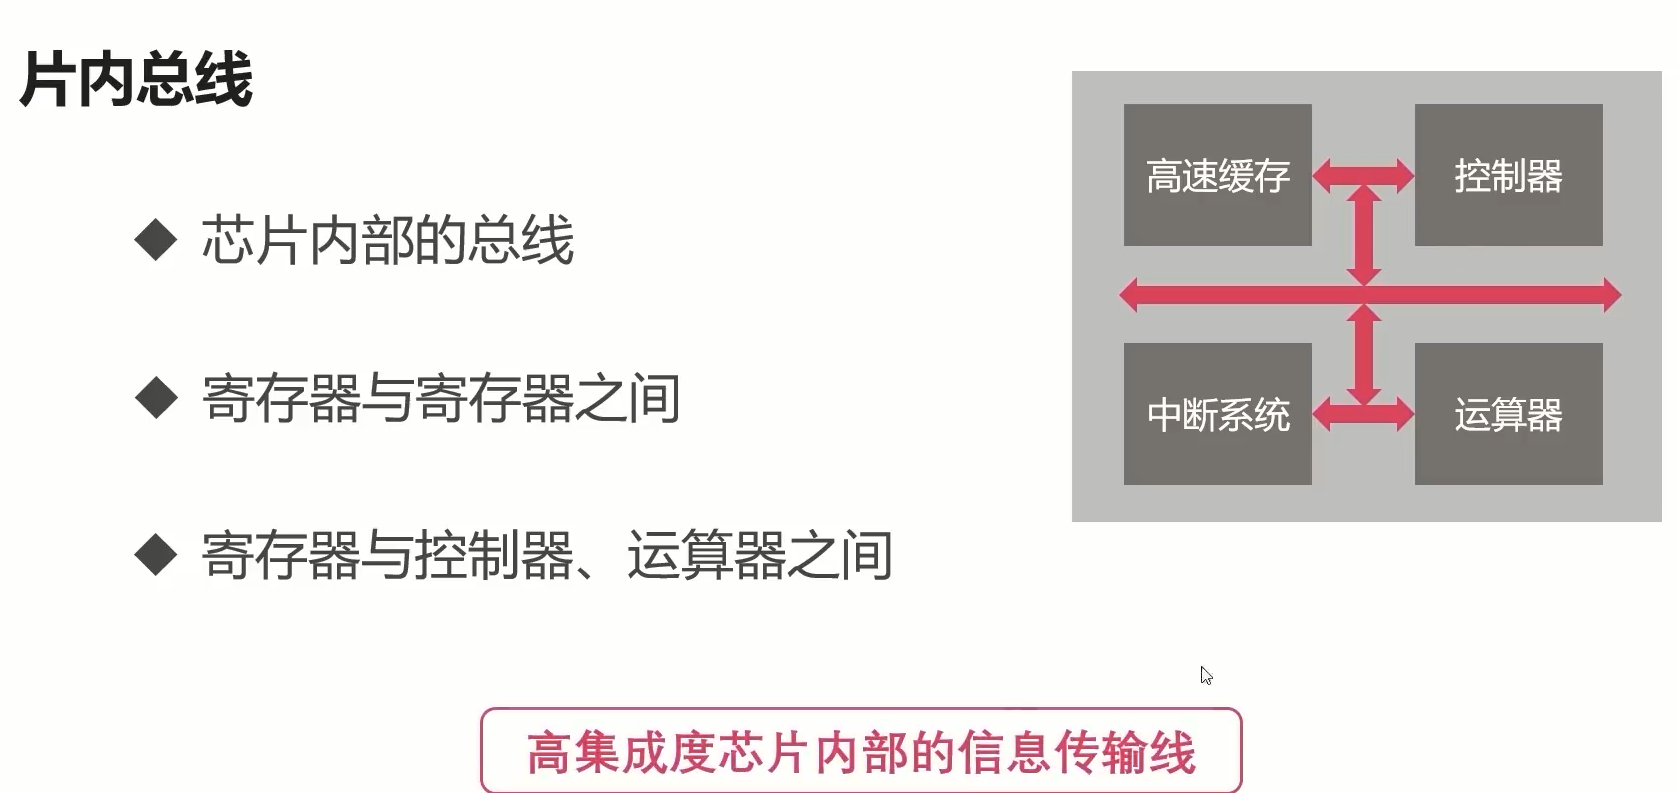 片内总线
芯片内部的总线
寄存器与寄存器之间
寄存器与控制器、运算器之间
高速缓存
控制器
中断系统
运算器
高集成度芯片内部的信息传输线